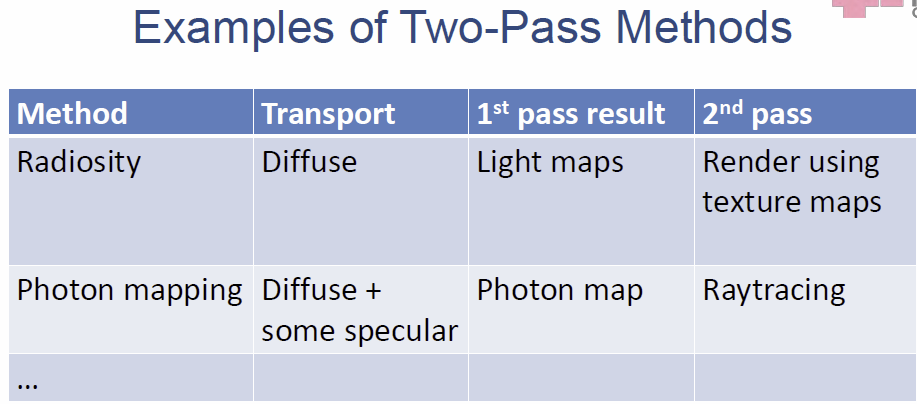 Examples of Two-Pass Methods
Method Transport 1st pass result 2nd pass
Radiosity Diffuse Light maps Render using
texture maps
Photon mapping Diffuse + Photon map Raytracing
some specular
...